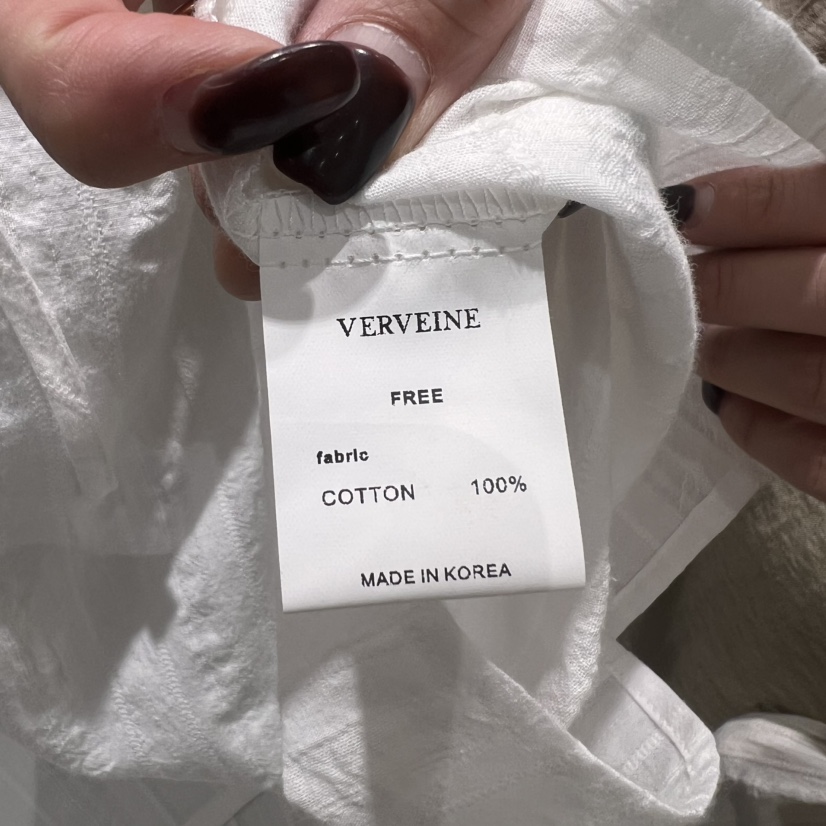 VERVEINE
FREE
fabric
COTTON 100%
MADE IN KOREA